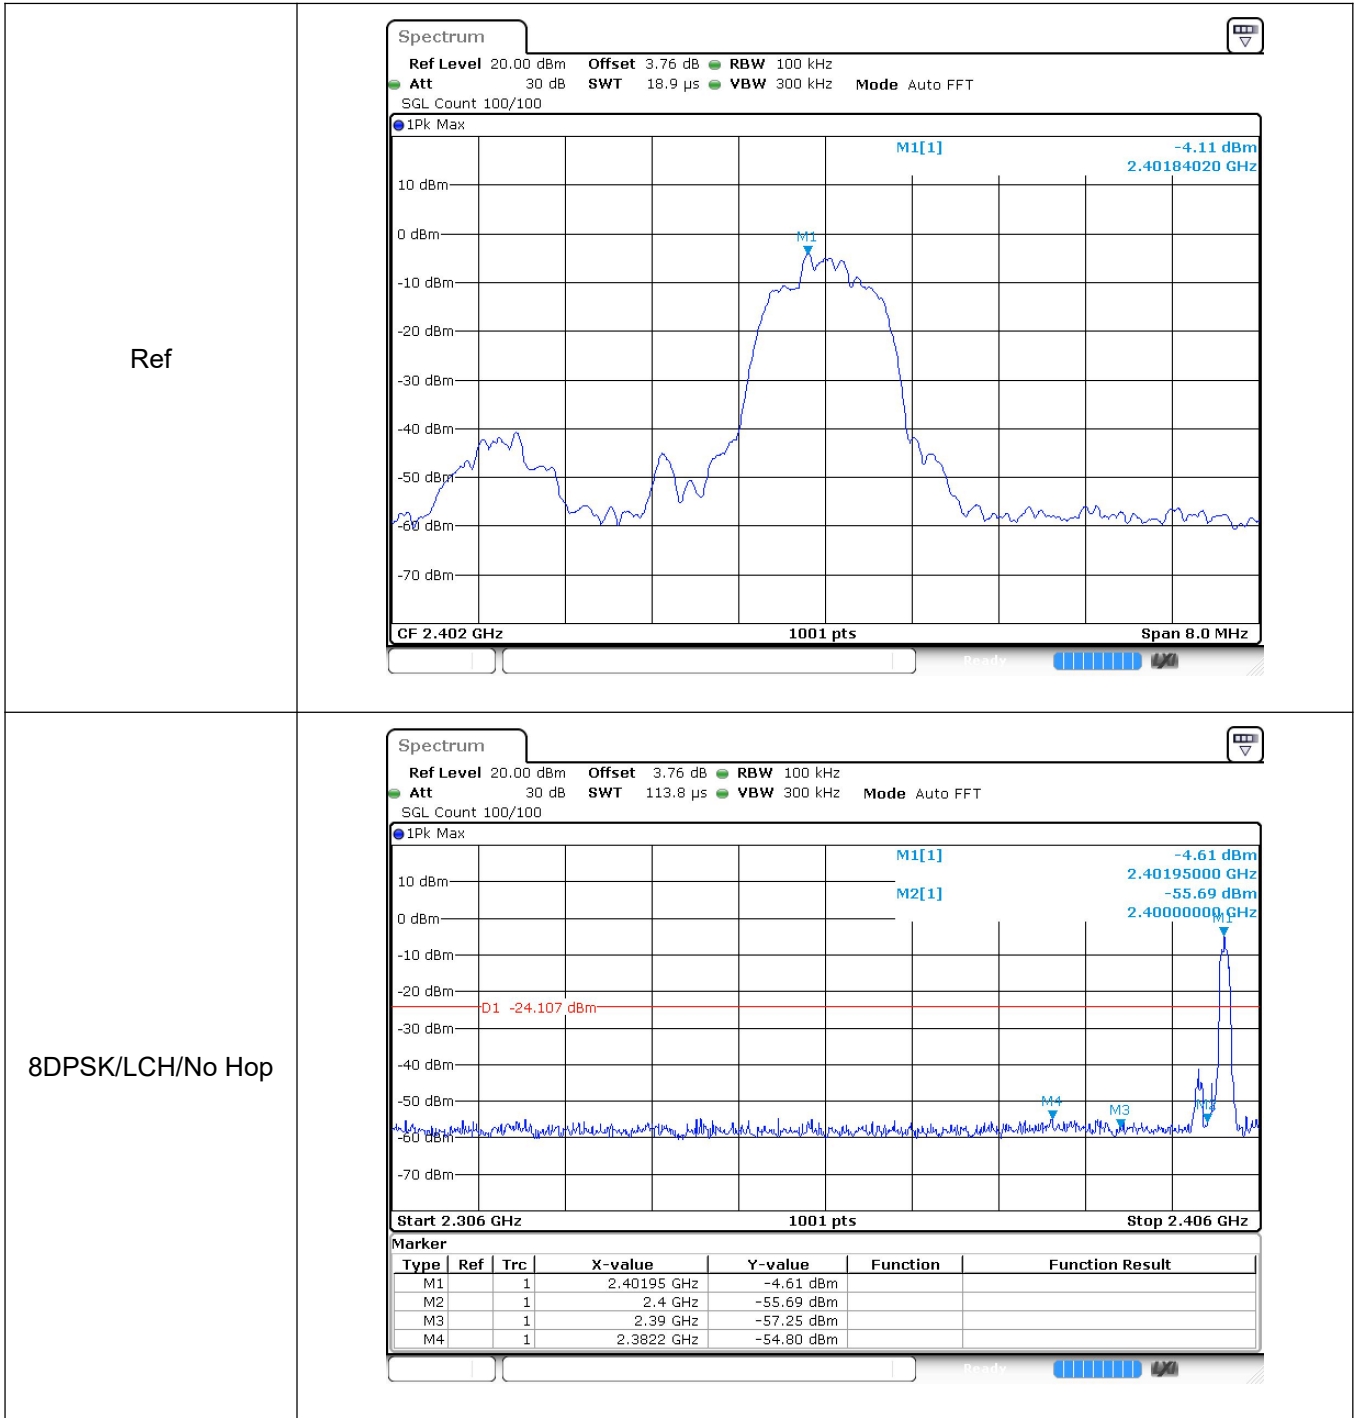 Ref
Spectrum
Ref Level 20.00 dBm Offset 3.76 dB RBW 100 kHz
Att 30 dB SWT 18.9 µs VBW 300 kHz Mode Auto FFT
SGL Count 100/100
1Pk Max
M1[1] -4.11 dBm
2.40184020 GHz
10 dBm
M1
0 dBm
-10 dBm
-20 dBm
-30 dBm
-40 dBm
-50 dBm
-60 dBm
-70 dBm
CF 2.402 GHz 1001 pts Span 8.0 MHz
Ready LXI
8DPSK/LCH/No Hop
Spectrum
Ref Level 20.00 dBm Offset 3.76 dB RBW 100 kHz
Att 30 dB SWT 113.8 µs VBW 300 kHz Mode Auto FFT
SGL Count 100/100
1Pk Max
M1[1] -4.61 dBm
2.40195000 GHz
10 dBm
M2[1] -55.69 dBm
2.40000000 GHz
0 dBm M1
-10 dBm
-20 dBm
D1 -24.107 dBm
-30 dBm
-40 dBm
-50 dBm M4 M3 M2
-60 dBm
-70 dBm
Start 2.306 GHz 1001 pts Stop 2.406 GHz
Marker
Type Ref Trc X-value Y-value Function Function Result
M1 1 2.40195 GHz -4.61 dBm
M2 1 2.4 GHz -55.69 dBm
M3 1 2.39 GHz -57.25 dBm
M4 1 2.3822 GHz -54.80 dBm
Ready LXI